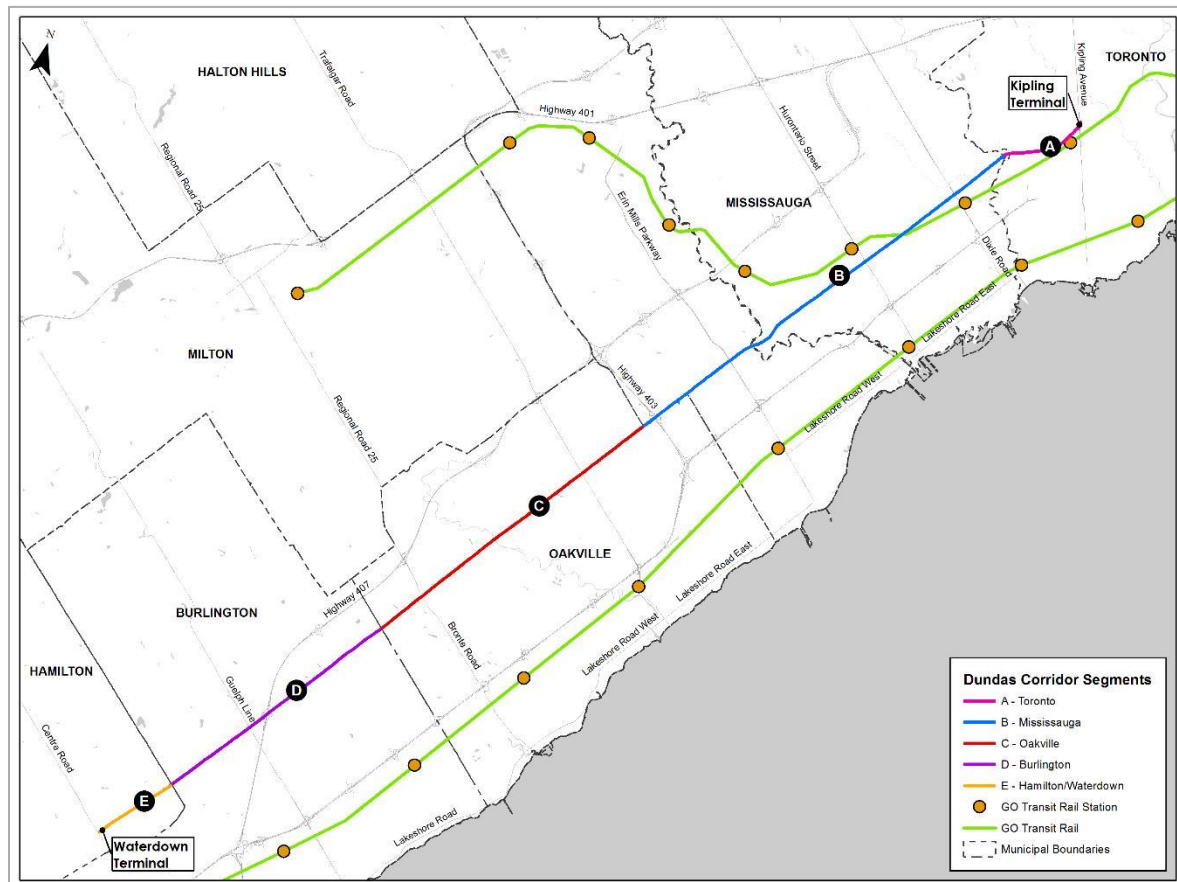 N
HALTON HILLS
Trafalgar Road
Regional Road 25
Highway 401
Hurontario Street
Kipling Avenue
TORONTO
Kipling
Terminal
A
MISSISSAUGA
Erin Mills Parkway
Dixie Road
B
Lakeshore Road East
MILTON
Highway 403
Lakeshore Road West
Regional Road 25
C
OAKVILLE
Highway 407
Lakeshore Road East
BURLINGTON
Bronte Road
Lakeshore Road West
HAMILTON
D
Guelph Line
Centre Road
E
Waterdown
Terminal
Lakeshore Road
Dundas Corridor Segments
A - Toronto
B - Mississauga
C - Oakville
D - Burlington
E - Hamilton/Waterdown
GO Transit Rail Station
GO Transit Rail
Municipal Boundaries